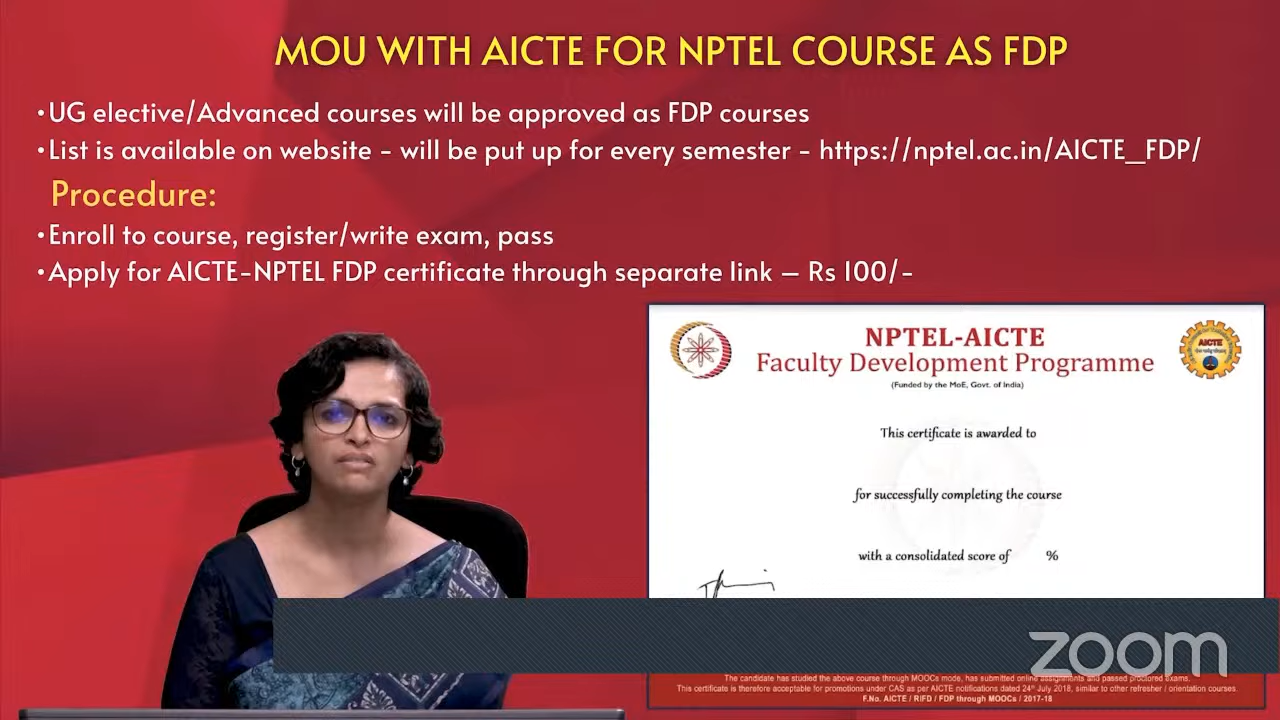 MOU WITH AICTE FOR NPTEL COURSE AS FDP
•UG elective/Advanced courses will be approved as FDP courses
•List is available on website - will be put up for every semester - https://nptel.ac.in/AICTE_FDP/
Procedure:
•Enroll to course, register/write exam, pass
•Apply for AICTE-NPTEL FDP certificate through separate link – Rs 100/-
NPTEL-AICTE
Faculty Development Programme
(Funded by the MoE, Govt. of India)
AICTE
This certificate is awarded to
for successfully completing the course
with a consolidated score of %
zoom
The candidate has studied the above course through MOOCs mode, has submitted online assignments and passed proctored exams.
This certificate is therefore acceptable for promotions under CAS as per AICTE notifications dated 24th July 2018, similar to other refresher / orientation courses.
F.No. AICTE / RIFD / FDP through MOOCs / 2017-18